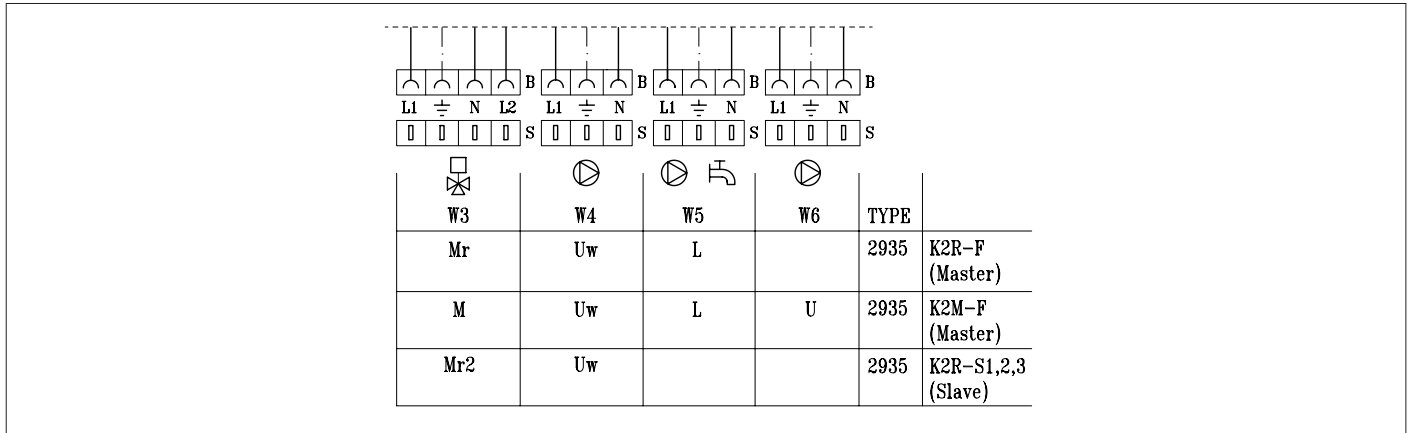 B B B B
L1 N L2 L1 N L1 N L1 N
S S S S
W3 W4 W5 W6 TYPE
Mr Uw L 2935 K2R-F
(Master)
M Uw L U 2935 K2M-F
(Master)
Mr2 Uw 2935 K2R-S1,2,3
(Slave)